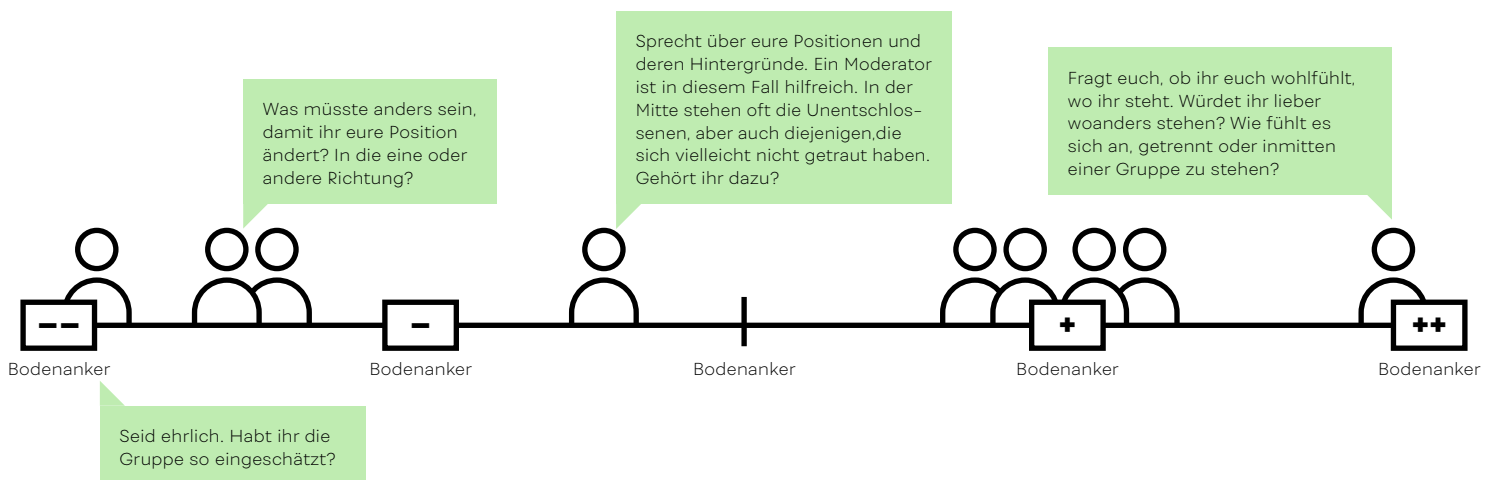 Sprecht über eure Positionen und
deren Hintergründe. Ein Moderator
ist in diesem Fall hilfreich. In der
Mitte stehen oft die Unentschlos-
senen, aber auch diejenigen,die
sich vielleicht nicht getraut haben.
Gehört ihr dazu?
Fragt euch, ob ihr euch wohlfühlt,
wo ihr steht. Würdet ihr lieber
woanders stehen? Wie fühlt es
sich an, getrennt oder inmitten
einer Gruppe zu stehen?
Was müsste anders sein,
damit ihr eure Position
ändert? In die eine oder
andere Richtung?
--
-
+
++
Bodenanker
Bodenanker
Bodenanker
Bodenanker
Bodenanker
Seid ehrlich. Habt ihr die
Gruppe so eingeschätzt?